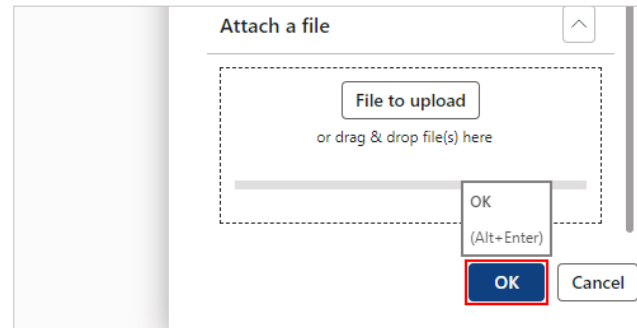 Attach a file
File to upload
or drag & drop file(s) here
OK
(Alt+Enter)
OK
Cancel